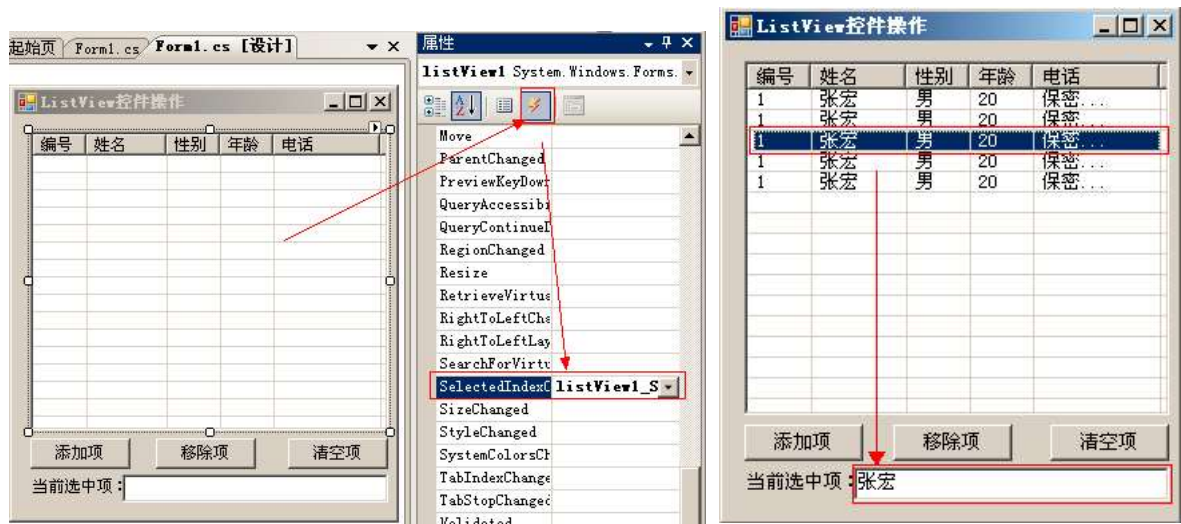 起始页 Form1.cs Form1.cs [设计]
ListView控件操作
编号 姓名 性别 年龄 电话
添加项 移除项 清空项
当前选中项:
属性
listView1 System.Windows.Forms.
Move
ParentChanged
PreviewKeyDown
QueryAccessibi
QueryContinueD
RegionChanged
Resize
RetrieveVirtua
RightToLeftCha
RightToLeftLay
SearchForVirtu
SelectedIndexC listView1_S
SizeChanged
StyleChanged
SystemColorsCh
TabIndexChange
TabStopChanged
Validated
ListView控件操作
编号 姓名 性别 年龄 电话
1 张宏 男 20 保密...
1 张宏 男 20 保密...
1 张宏 男 20 保密...
1 张宏 男 20 保密...
1 张宏 男 20 保密...
添加项 移除项 清空项
当前选中项:张宏